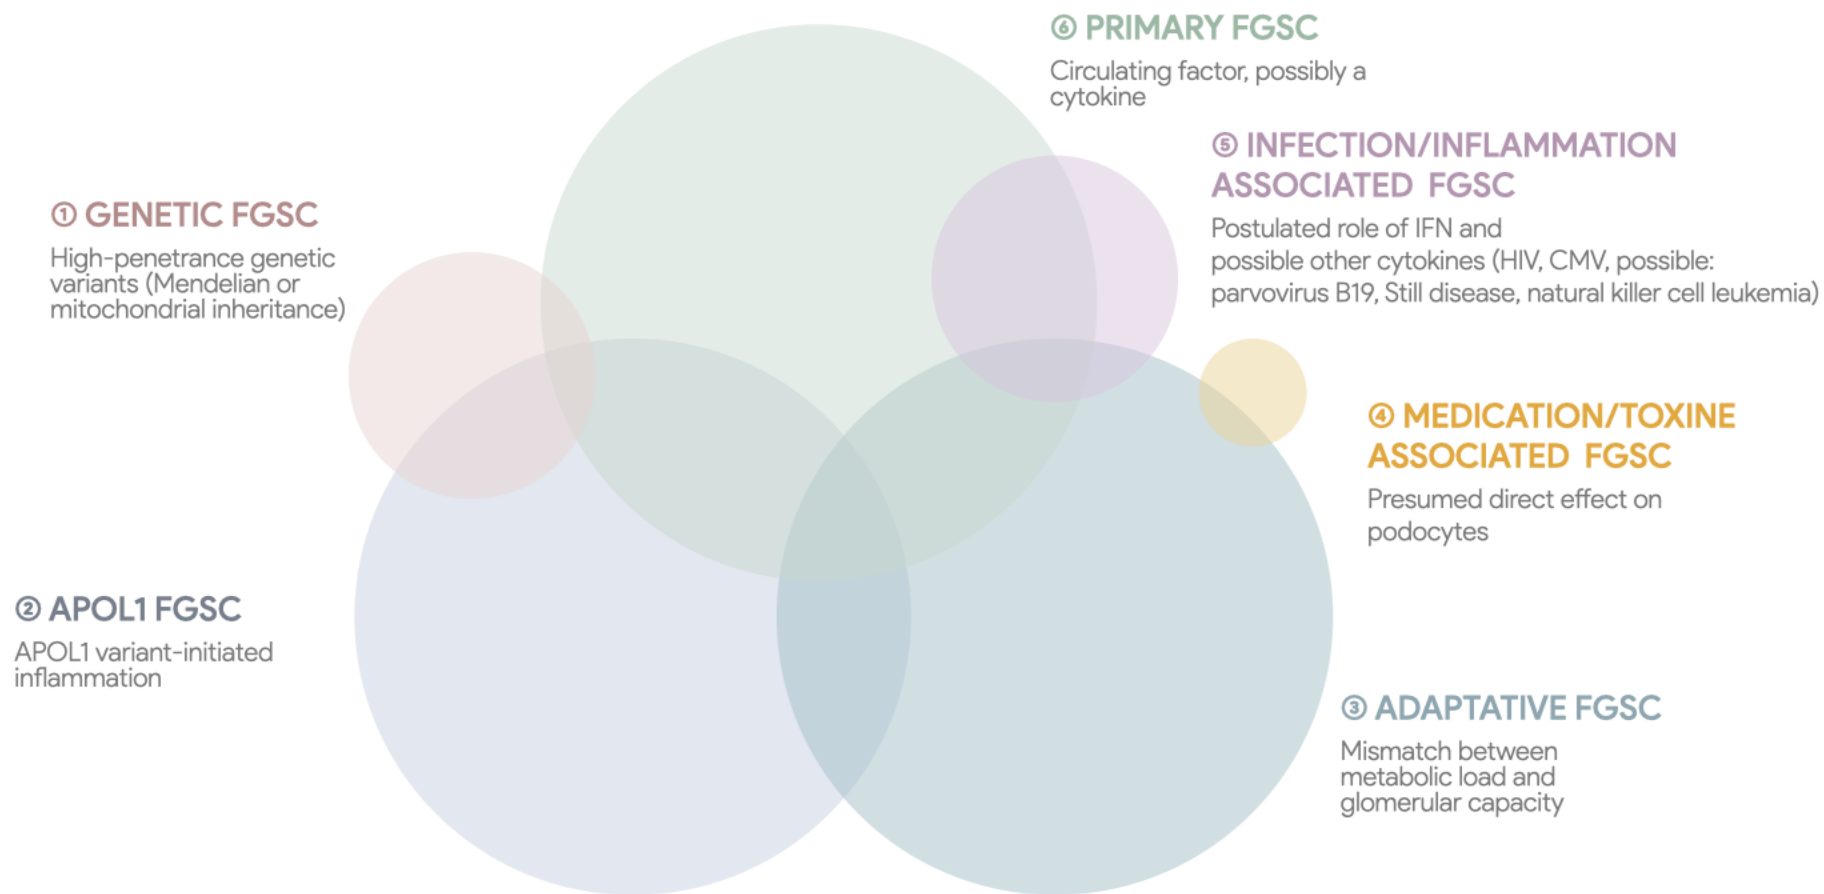 ⑥ PRIMARY FGSC
Circulating factor, possibly a
cytokine
⑤ INFECTION/INFLAMMATION
ASSOCIATED FGSC
Postulated role of IFN and
possible other cytokines (HIV, CMV, possible:
parvovirus B19, Still disease, natural killer cell leukemia)
① GENETIC FGSC
High-penetrance genetic
variants (Mendelian or
mitochondrial inheritance)
④ MEDICATION/TOXINE
ASSOCIATED FGSC
Presumed direct effect on
podocytes
② APOL1 FGSC
APOL1 variant-initiated
inflammation
③ ADAPTATIVE FGSC
Mismatch between
metabolic load and
glomerular capacity